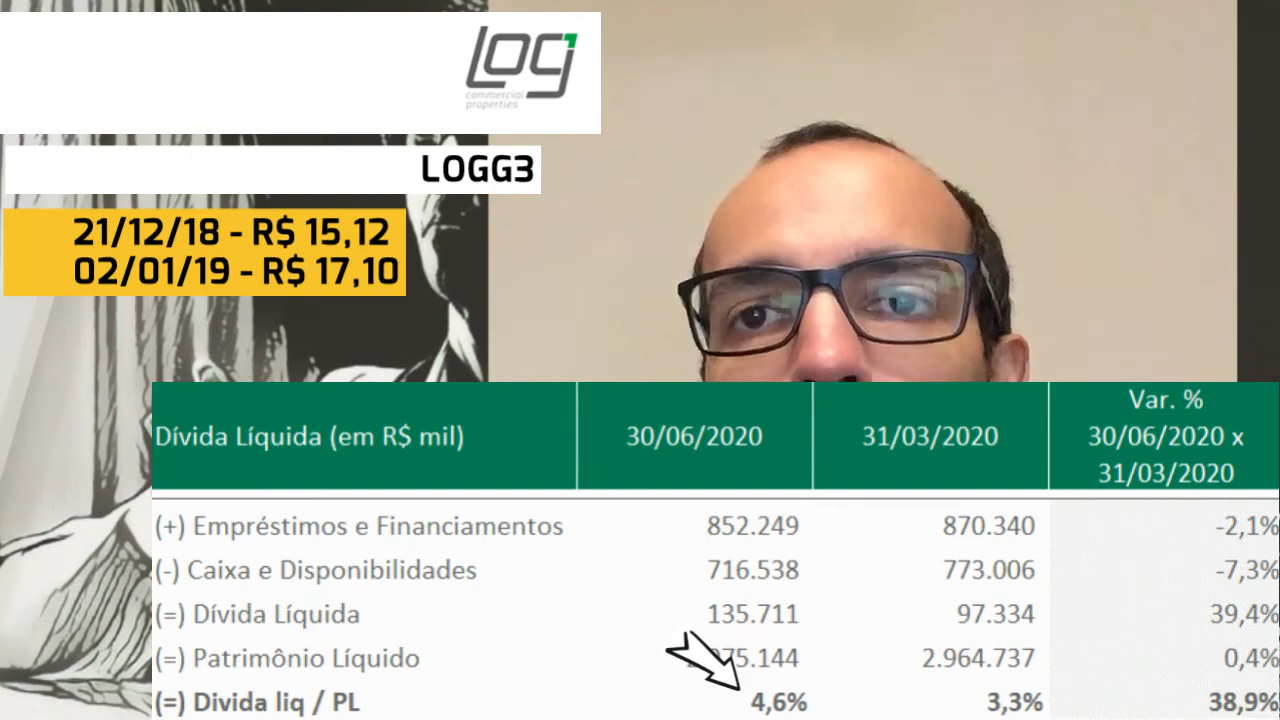 Log
commercial
properties
LOGG3
21/12/18 - R$ 15,12
02/01/19 - R$ 17,10
Dívida Líquida (em R$ mil) 30/06/2020 31/03/2020 Var. % 30/06/2020 x 31/03/2020
(+) Empréstimos e Financiamentos 852.249 870.340 -2,1%
(-) Caixa e Disponibilidades 716.538 773.006 -7,3%
(=) Dívida Líquida 135.711 97.334 39,4%
(=) Patrimônio Líquido 75.144 2.964.737 0,4%
(=) Divida liq / PL 4,6% 3,3% 38,9%